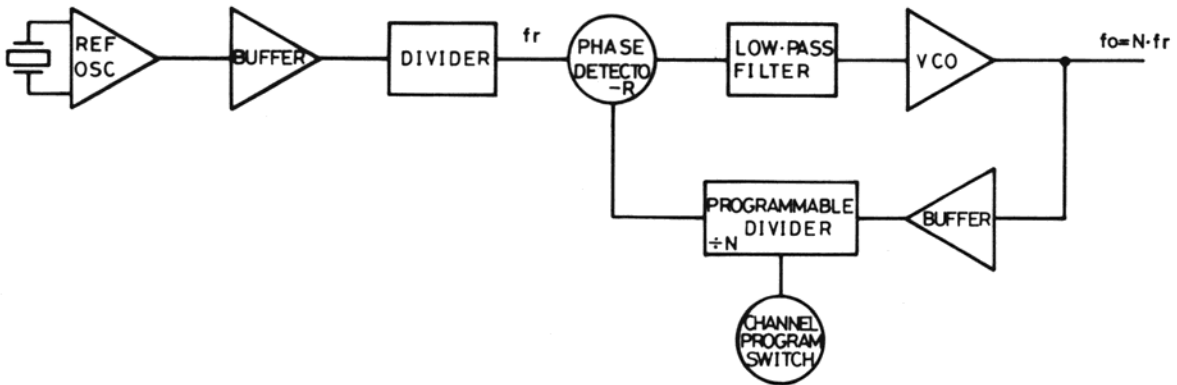 REF
OSC
BUFFER
DIVIDER
fr
PHASE
DETECTO
-R
LOW·PASS
FILTER
VCO
fo=N·fr
PROGRAMMABLE
DIVIDER
÷N
BUFFER
CHANNEL
PROGRAM
SWITCH